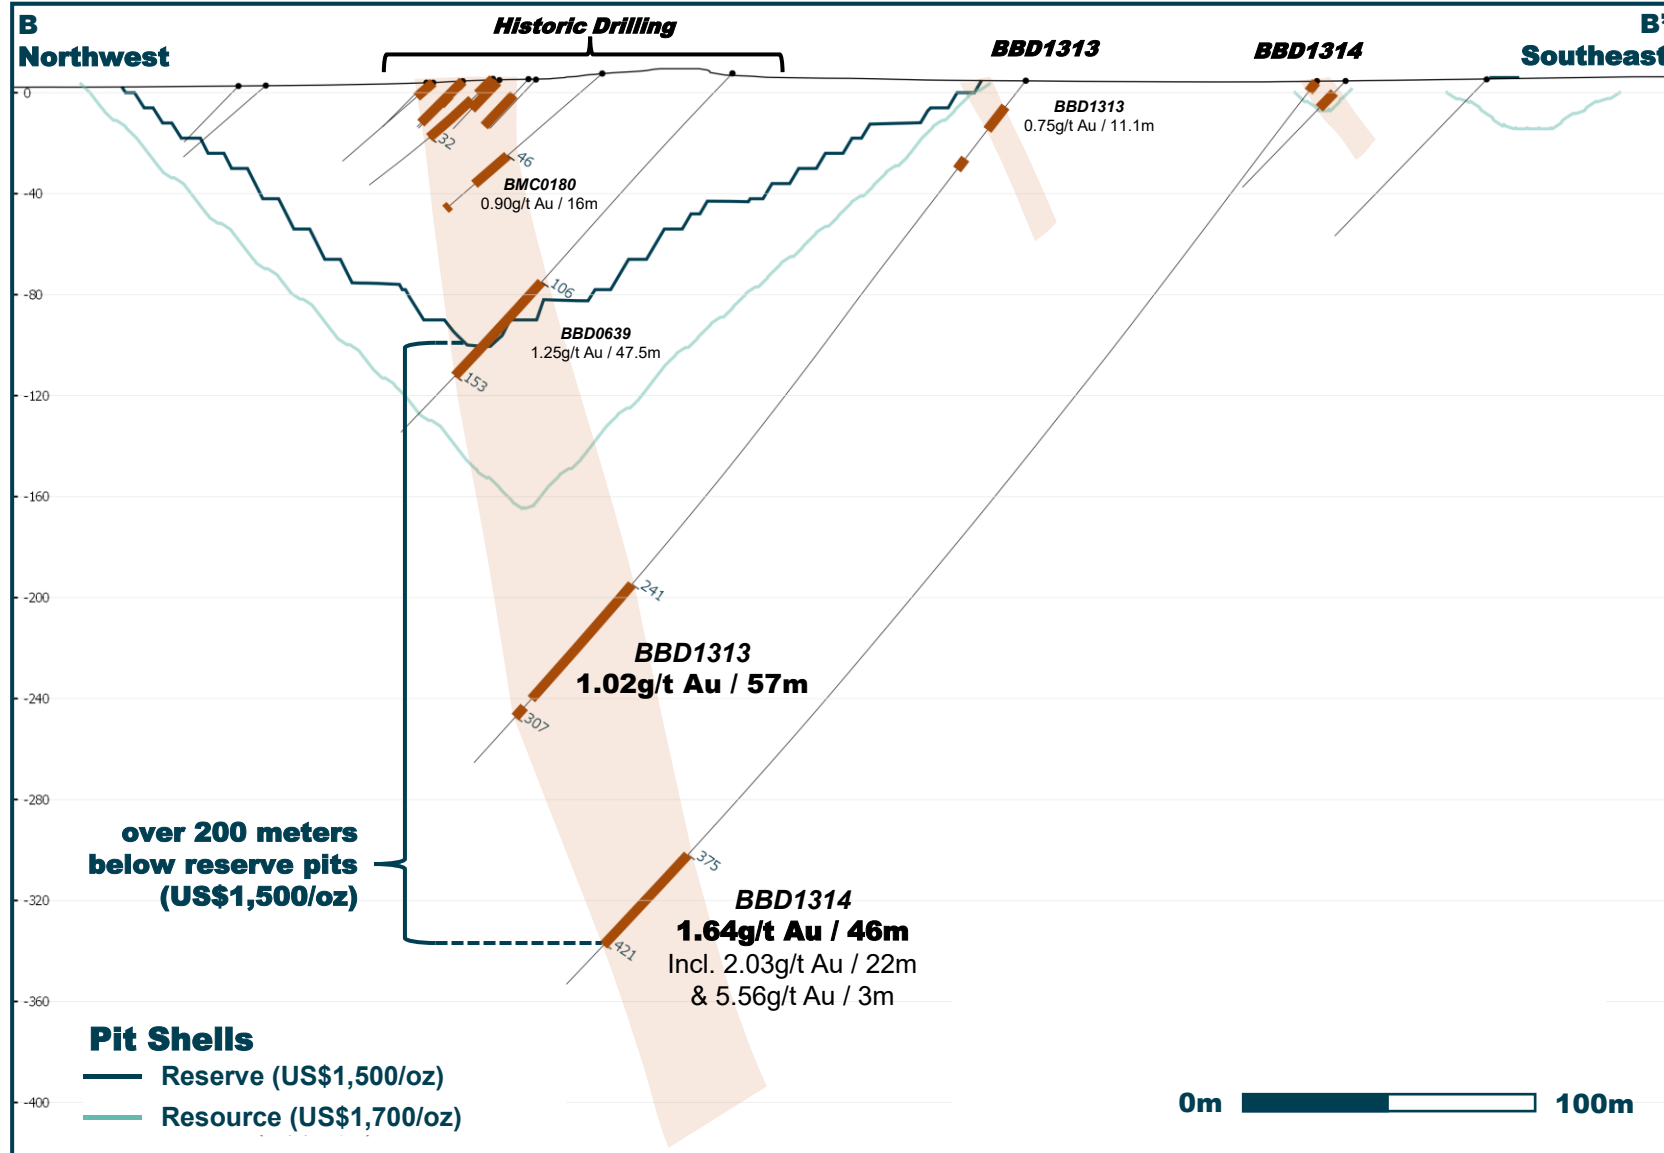 B
Northwest
Historic Drilling
BBD1313
BBD1314
B'
Southeast
0
-40
-80
-120
-160
-200
-240
-280
-320
-360
-400
32
46
BMC0180
0.90g/t Au / 16m
BBD1313
0.75g/t Au / 11.1m
106
BBD0639
1.25g/t Au / 47.5m
153
241
BBD1313
1.02g/t Au / 57m
307
over 200 meters
below reserve pits
(US$1,500/oz)
375
BBD1314
1.64g/t Au / 46m
421
Incl. 2.03g/t Au / 22m
& 5.56g/t Au / 3m
Pit Shells
Reserve (US$1,500/oz)
Resource (US$1,700/oz)
0m
100m